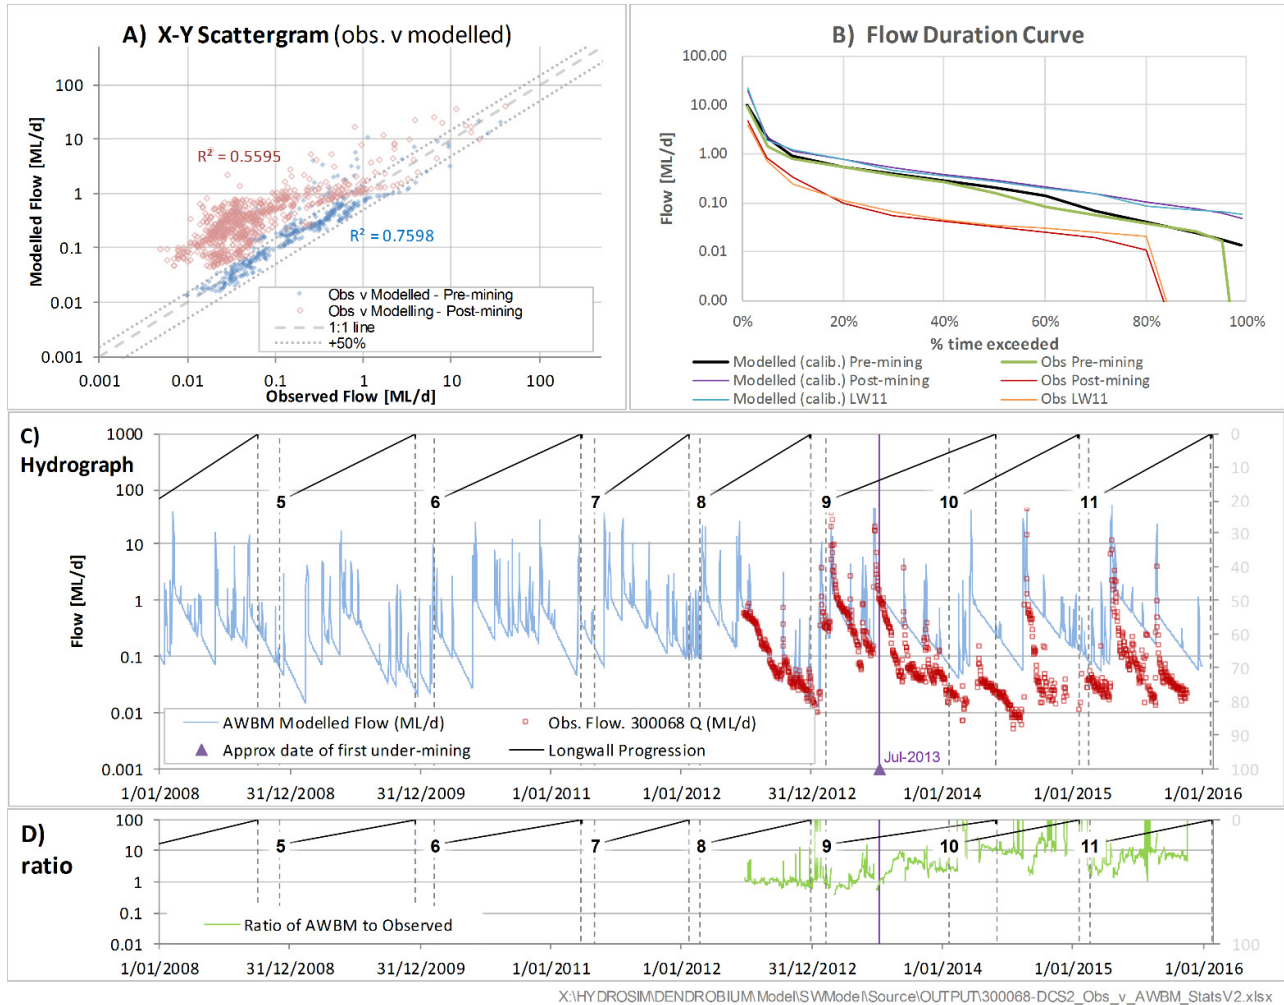 A) X-Y Scattergram (obs. v modelled)
Modelled Flow [ML/d]
100
10
1
0.1
0.01
0.001
R² = 0.5595
R² = 0.7598
Obs v Modelled - Pre-mining
Obs v Modelling - Post-mining
1:1 line
+50%
0.001 0.01 0.1 1 10 100
Observed Flow [ML/d]
B) Flow Duration Curve
Flow [ML/d]
100.00
10.00
1.00
0.10
0.01
0.00
0% 20% 40% 60% 80% 100%
% time exceeded
Modelled (calib.) Pre-mining Obs Pre-mining
Modelled (calib.) Post-mining Obs Post-mining
Modelled (calib.) LW11 Obs LW11
C)
Hydrograph
Flow [ML/d]
1000
100
10
1
0.1
0.01
0.001
0
10
20
30
40
50
60
70
80
90
100
5 6 7 8 9 10 11
AWBM Modelled Flow (ML/d) Obs. Flow. 300068 Q (ML/d)
Approx date of first under-mining Longwall Progression
Jul-2013
1/01/2008 31/12/2008 31/12/2009 1/01/2011 1/01/2012 31/12/2012 1/01/2014 1/01/2015 1/01/2016
D)
ratio
100
10
1
0.1
0.01
0
100
5 6 7 8 9 10 11
Ratio of AWBM to Observed
1/01/2008 31/12/2008 31/12/2009 1/01/2011 1/01/2012 31/12/2012 1/01/2014 1/01/2015 1/01/2016
X:\HYDROSIM\DENDROBIUM\Model\SWModel\Source\OUTPUT\300068-DCS2_Obs_v_AWBM_StatsV2.xlsx